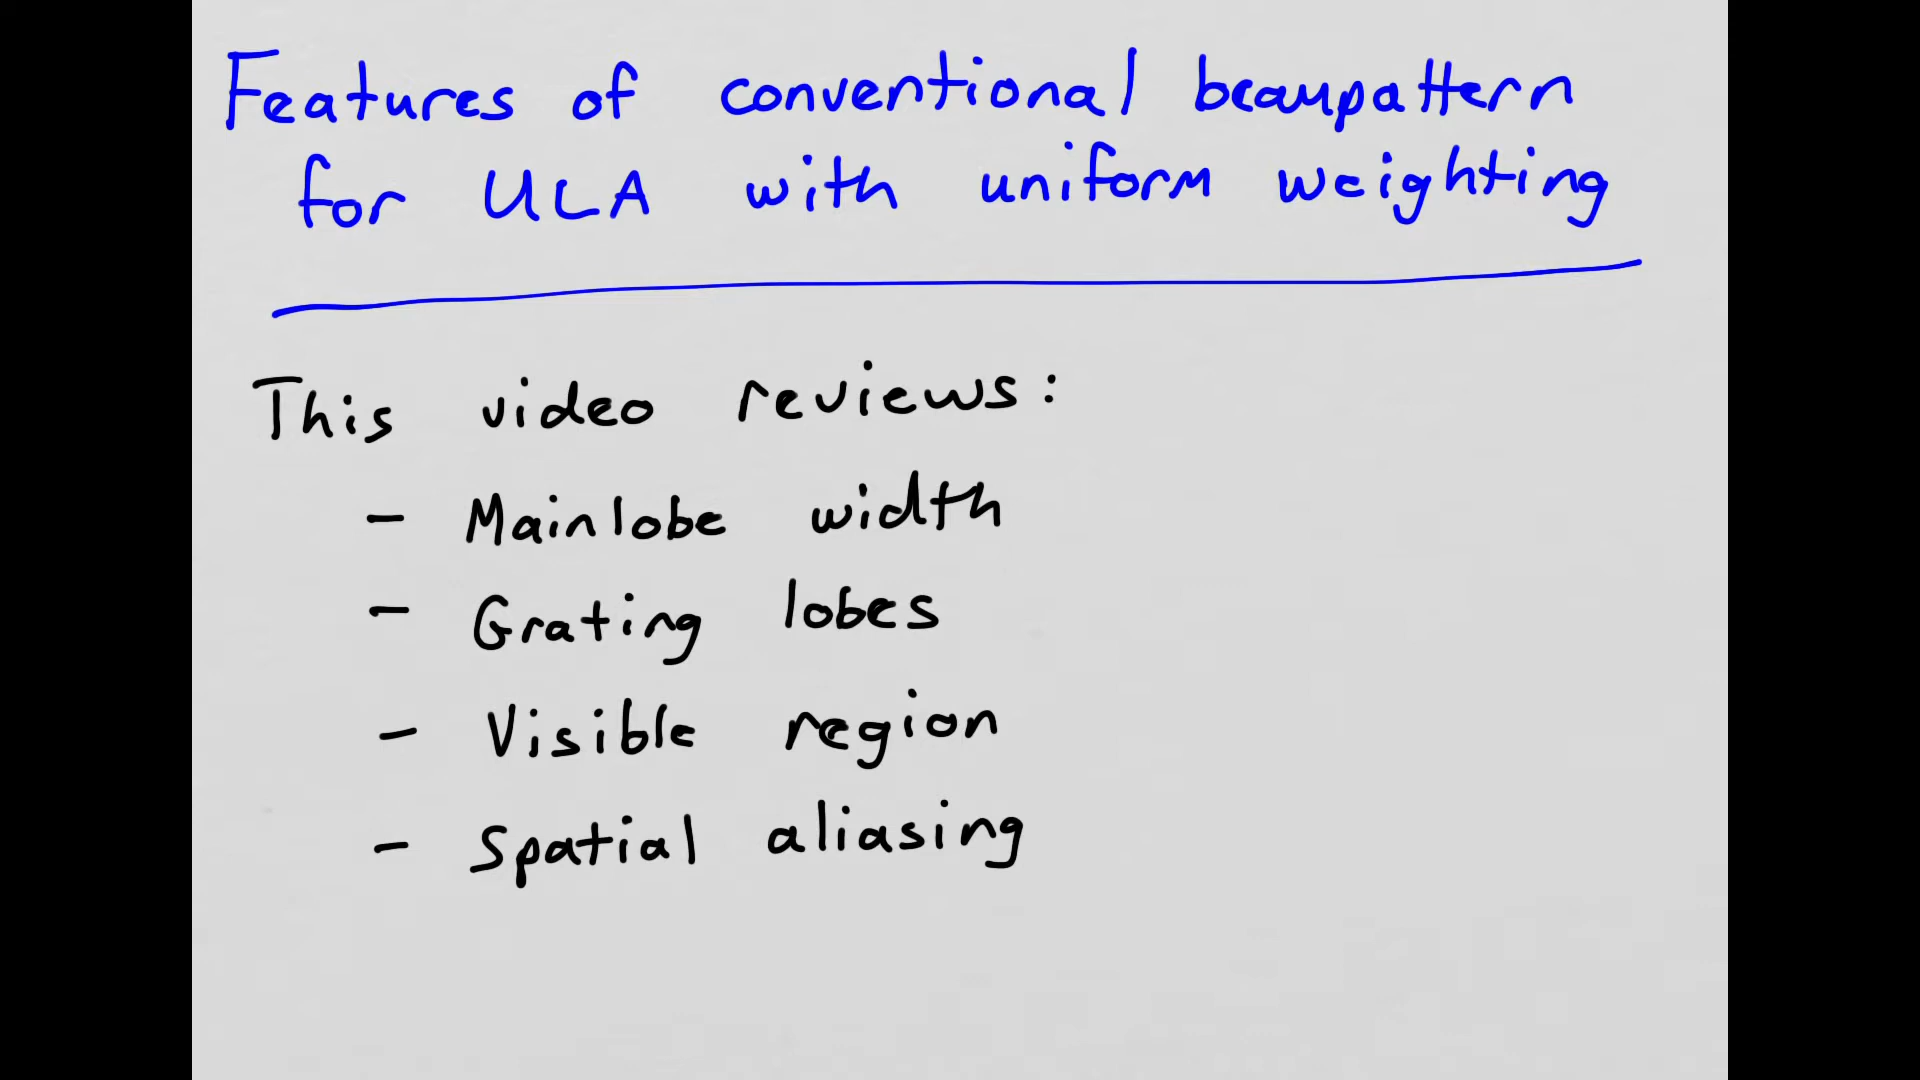 Features of conventional beampattern
for ULA with uniform weighting
This video reviews:
- Mainlobe width
- Grating lobes
- Visible region
- Spatial aliasing